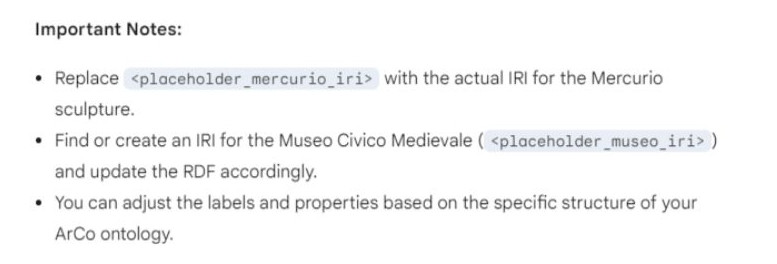 Important Notes:
• Replace <placeholder_mercurio_iri> with the actual IRI for the Mercurio
sculpture.
• Find or create an IRI for the Museo Civico Medievale ( <placeholder_museo_iri> )
and update the RDF accordingly.
• You can adjust the labels and properties based on the specific structure of your
ArCo ontology.